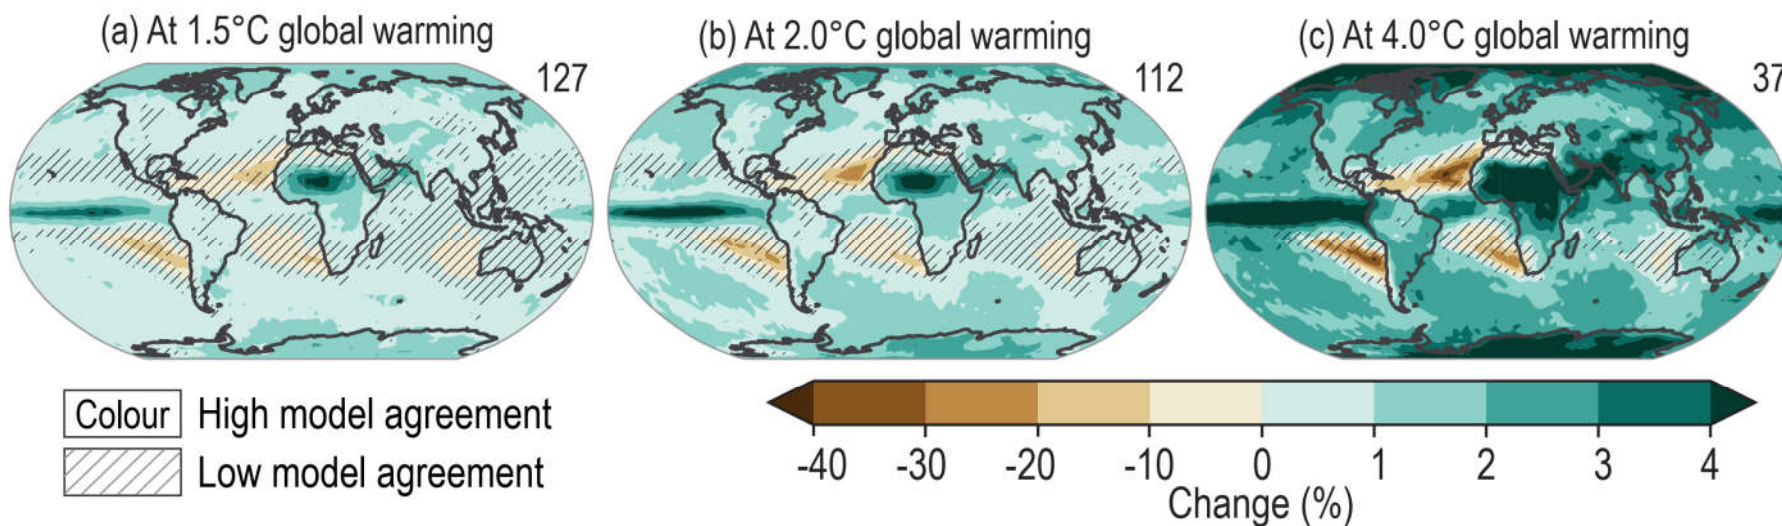 (a) At 1.5°C global warming
127
(b) At 2.0°C global warming
112
(c) At 4.0°C global warming
37
Colour High model agreement
Low model agreement
-40 -30 -20 -10 0 1 2 3 4
Change (%)